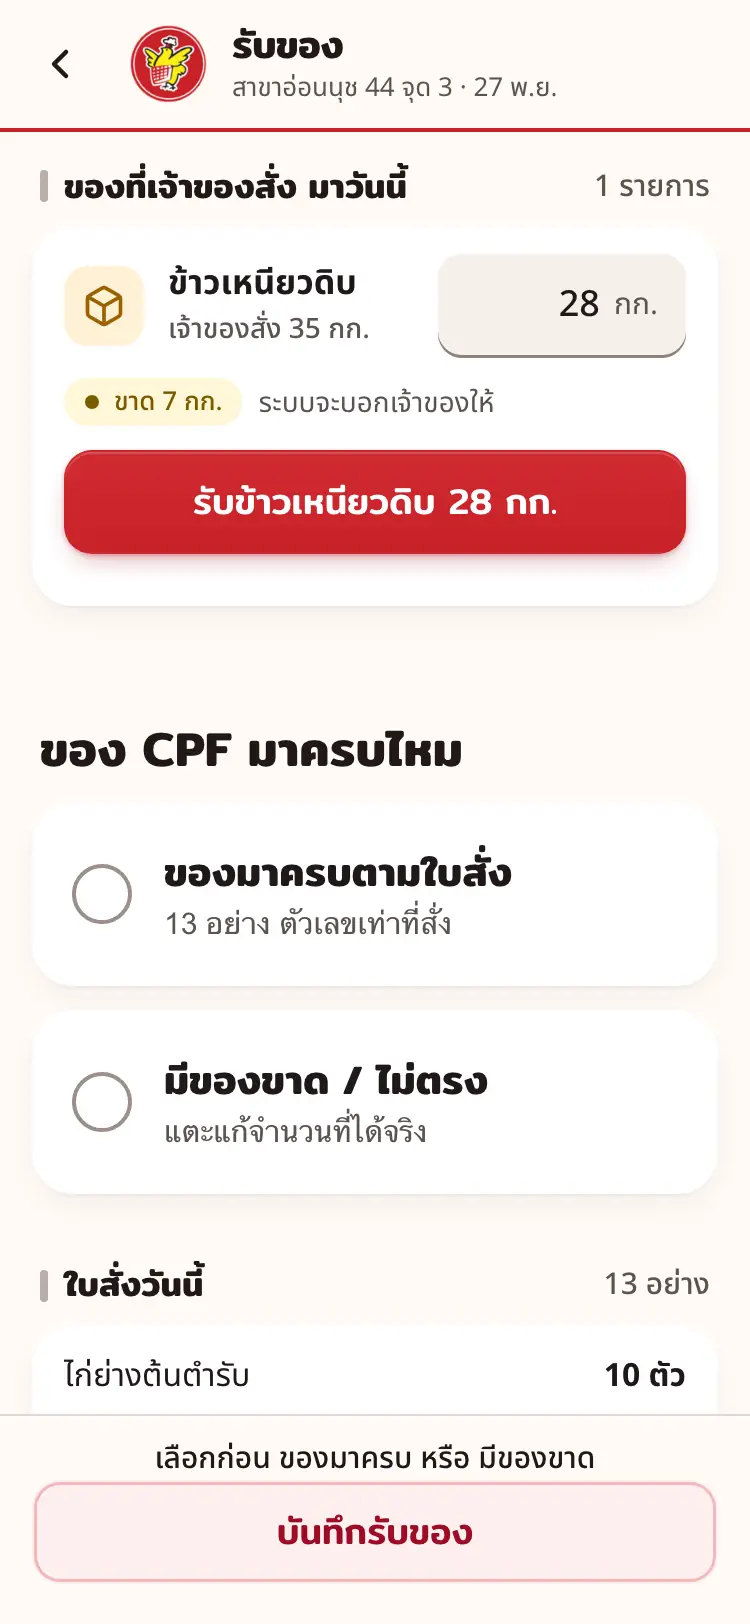 รับของ
สาขาอ่อนนุช 44 จุด 3 · 27 พ.ย.
ของที่เจ้าของสั่ง มาวันนี้
1 รายการ
ข้าวเหนียวดิบ
เจ้าของสั่ง 35 กก.
28 กก.
ขาด 7 กก.
ระบบจะบอกเจ้าของให้
รับข้าวเหนียวดิบ 28 กก.
ของ CPF มาครบไหม
ของมาครบตามใบสั่ง
13 อย่าง ตัวเลขเท่าที่สั่ง
มีของขาด / ไม่ตรง
แตะแก้จำนวนที่ได้จริง
ใบสั่งวันนี้
13 อย่าง
ไก่ย่างต้นตำรับ
10 ตัว
เลือกก่อน ของมาครบ หรือ มีของขาด
บันทึกรับของ